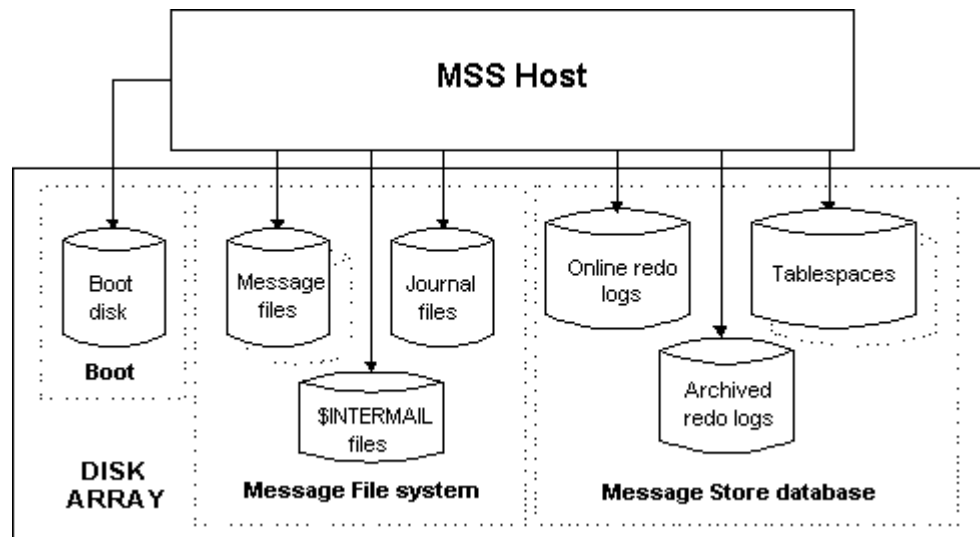 MSS Host
Boot
disk
Boot
Message
files
Journal
files
$INTERMAIL
files
Message File system
Online redo
logs
Tablespaces
Archived
redo logs
Message Store database
DISK
ARRAY